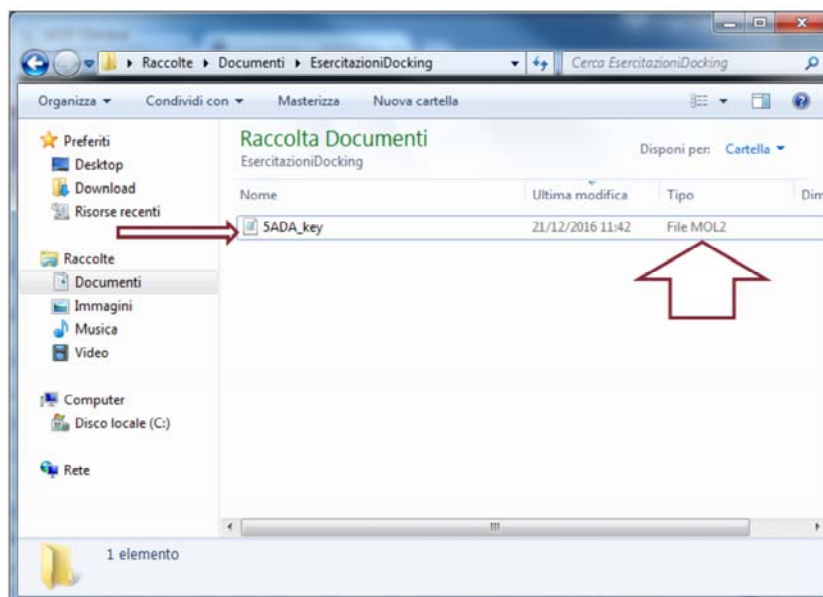 Raccolte Documenti EsercitazioniDocking
Cerca EsercitazioniDocking
Organizza Condividi con Masterizza Nuova cartella
Preferiti
Desktop
Download
Risorse recenti
Raccolte
Documenti
Immagini
Musica
Video
Computer
Disco locale (C:)
Rete
Raccolta Documenti
EsercitazioniDocking
Disponi per: Cartella
Nome Ultima modifica Tipo Dim
5ADA_key 21/12/2016 11:42 File MOL2
1 elemento